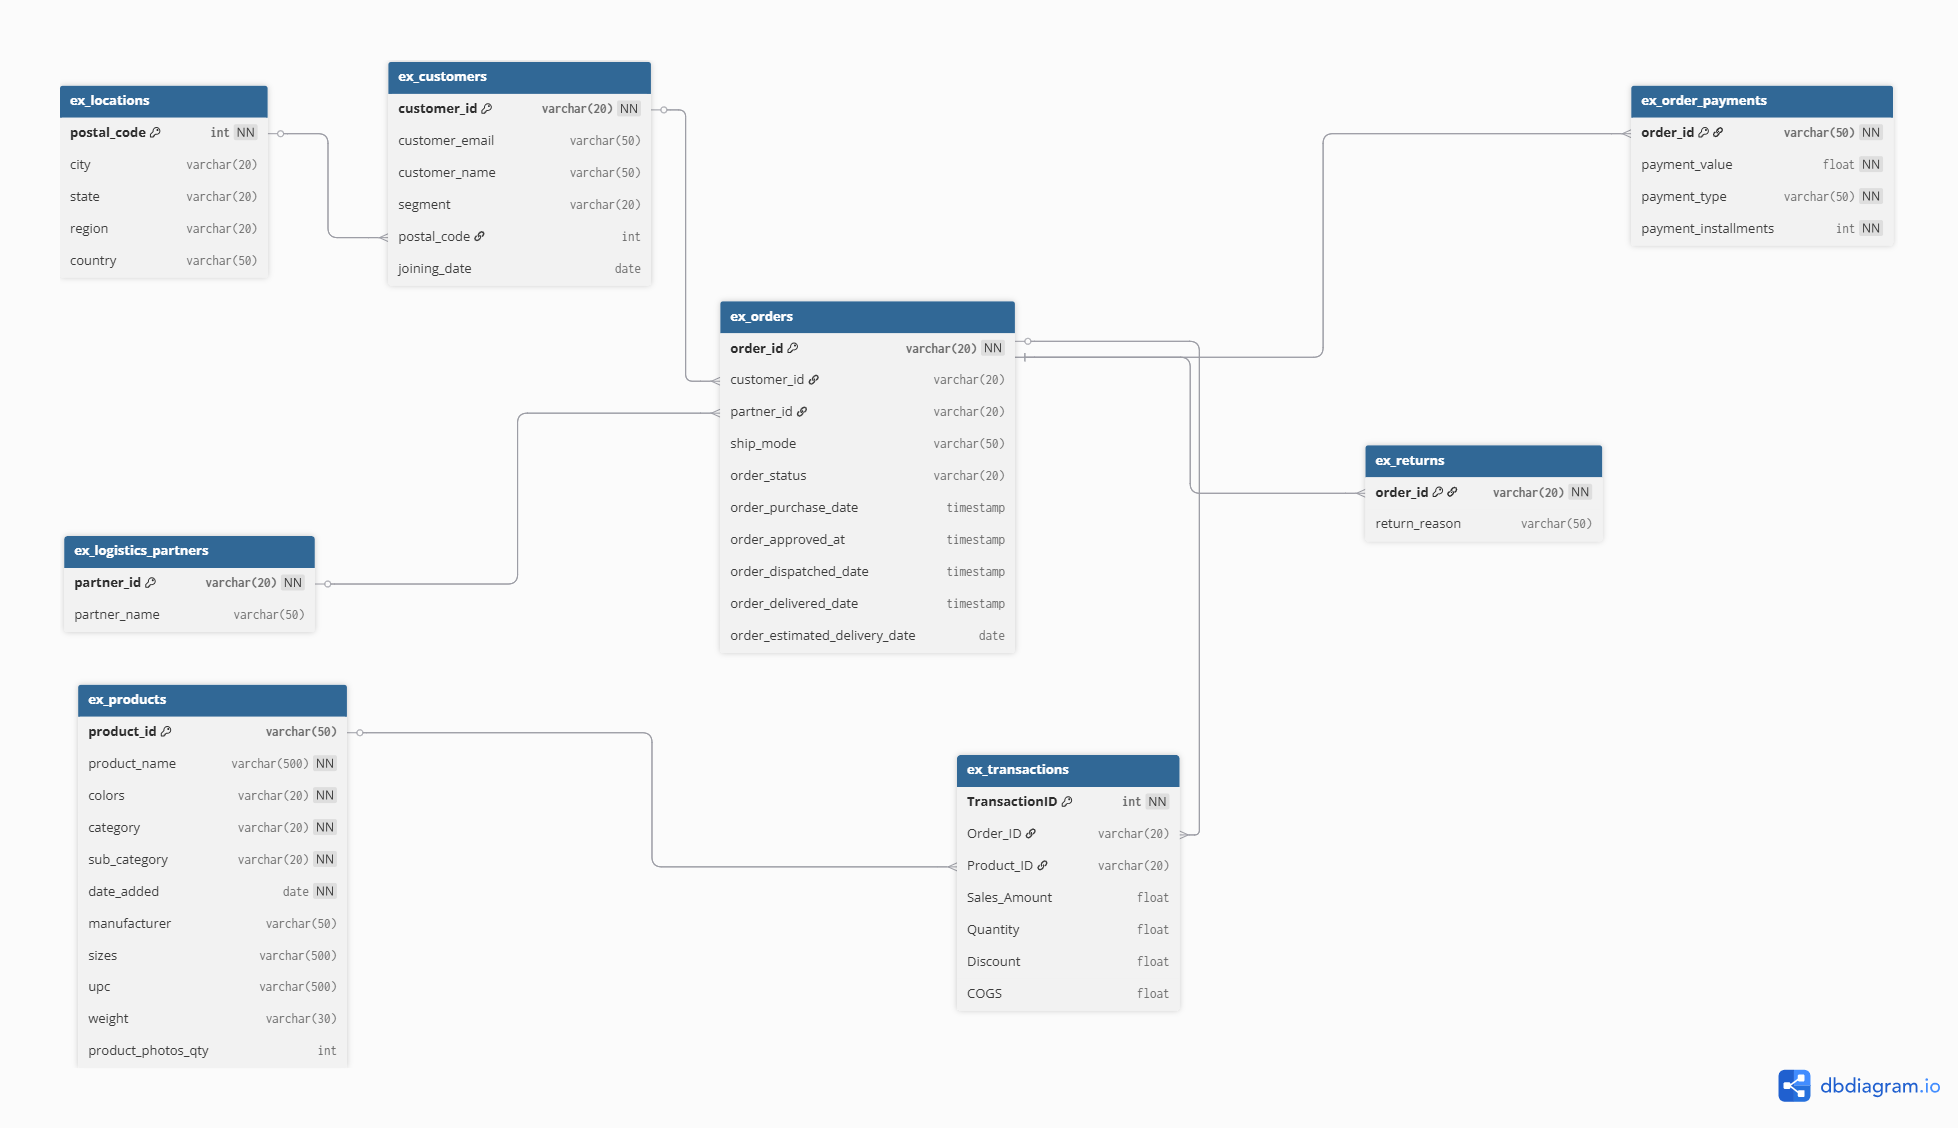 ex_locations
postal_code int NN
city varchar(20)
state varchar(20)
region varchar(20)
country varchar(50)
ex_customers
customer_id varchar(20) NN
customer_email varchar(50)
customer_name varchar(50)
segment varchar(20)
postal_code int
joining_date date
ex_order_payments
order_id varchar(50) NN
payment_value float NN
payment_type varchar(50) NN
payment_installments int NN
ex_orders
order_id varchar(20) NN
customer_id varchar(20)
partner_id varchar(20)
ship_mode varchar(50)
order_status varchar(20)
order_purchase_date timestamp
order_approved_at timestamp
order_dispatched_date timestamp
order_delivered_date timestamp
order_estimated_delivery_date date
ex_returns
order_id varchar(20) NN
return_reason varchar(50)
ex_logistics_partners
partner_id varchar(20) NN
partner_name varchar(50)
ex_products
product_id varchar(50)
product_name varchar(500) NN
colors varchar(20) NN
category varchar(20) NN
sub_category varchar(20) NN
date_added date NN
manufacturer varchar(50)
sizes varchar(500)
upc varchar(500)
weight varchar(30)
product_photos_qty int
ex_transactions
TransactionID int NN
Order_ID varchar(20)
Product_ID varchar(20)
Sales_Amount float
Quantity float
Discount float
COGS float
dbdiagram.io